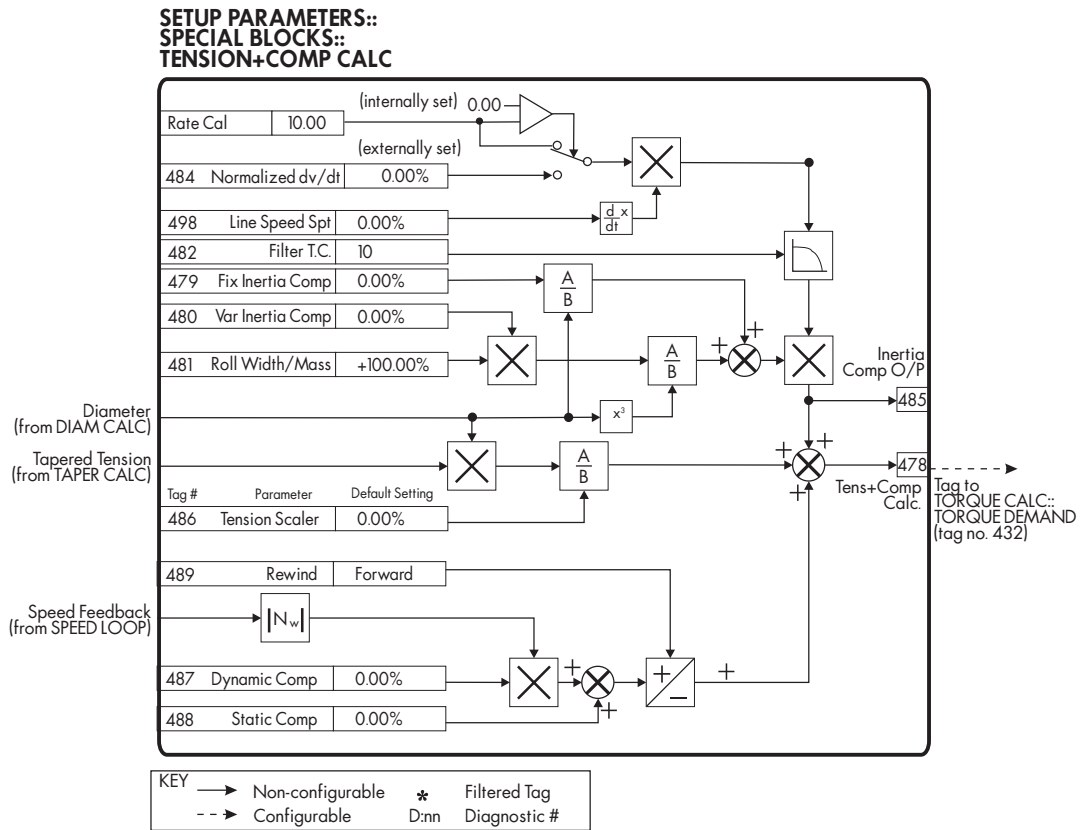 SETUP PARAMETERS::
SPECIAL BLOCKS::
TENSION+COMP CALC
(internally set) 0.00
Rate Cal 10.00
(externally set)
484 Normalized dv/dt 0.00%
498 Line Speed Spt 0.00%
d/dt x
482 Filter T.C. 10
479 Fix Inertia Comp 0.00%
A
B
480 Var Inertia Comp 0.00%
+
481 Roll Width/Mass +100.00%
A
B
+
Inertia
Comp O/P
485
Diameter
(from DIAM CALC)
x³
Tapered Tension
(from TAPER CALC)
A
B
+ +
+
478
Tens+Comp
Calc.
Tag to
TORQUE CALC::
TORQUE DEMAND
(tag no. 432)
Tag # Parameter Default Setting
486 Tension Scaler 0.00%
489 Rewind Forward
Speed Feedback
(from SPEED LOOP)
|Nw|
487 Dynamic Comp 0.00%
+
+
+
−
+
488 Static Comp 0.00%
KEY
Non-configurable * Filtered Tag
Configurable D:nn Diagnostic #